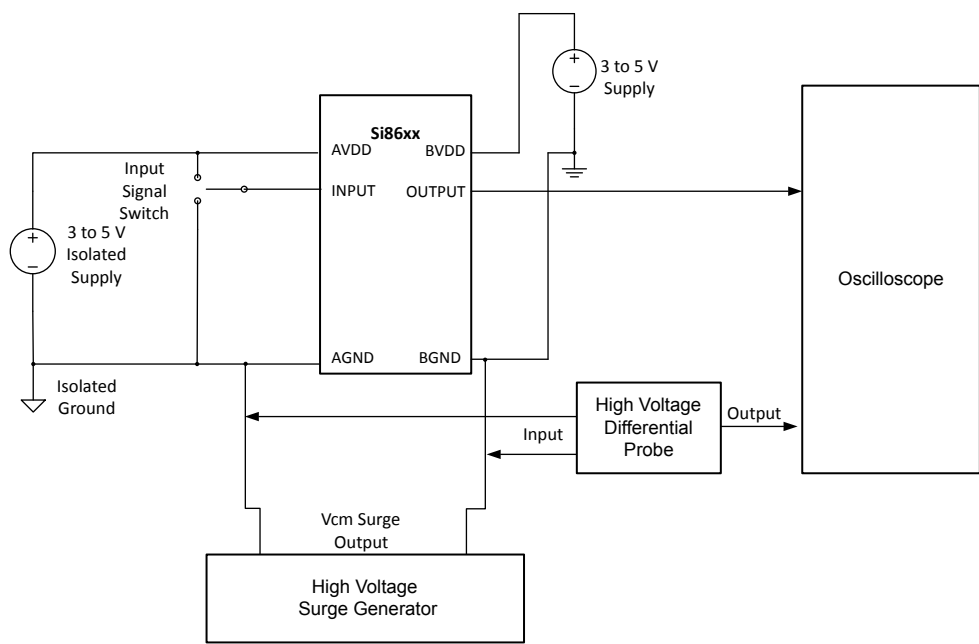 3 to 5 V
Supply
Si86xx
AVDD
BVDD
INPUT
OUTPUT
Input
Signal
Switch
+
−
3 to 5 V
Isolated
Supply
+
−
Oscilloscope
AGND
BGND
Isolated
Ground
High Voltage
Differential
Probe
Input
Output
Vcm Surge
Output
High Voltage
Surge Generator